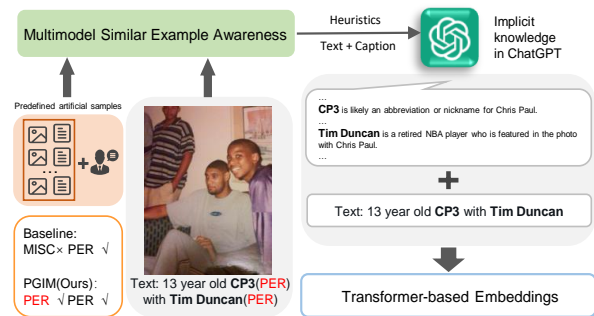 Multimodel Similar Example Awareness
Heuristics
Text + Caption
Implicit
knowledge
in ChatGPT
Predefined artificial samples
...
+
Baseline:
MISC× PER √
PGIM(Ours):
PER √ PER √
Text: 13 year old CP3(PER)
with Tim Duncan(PER)
...
CP3 is likely an abbreviation or nickname for Chris Paul.
...
Tim Duncan is a retired NBA player who is featured in the photo
with Chris Paul.
...
+
Text: 13 year old CP3 with Tim Duncan
Transformer-based Embeddings